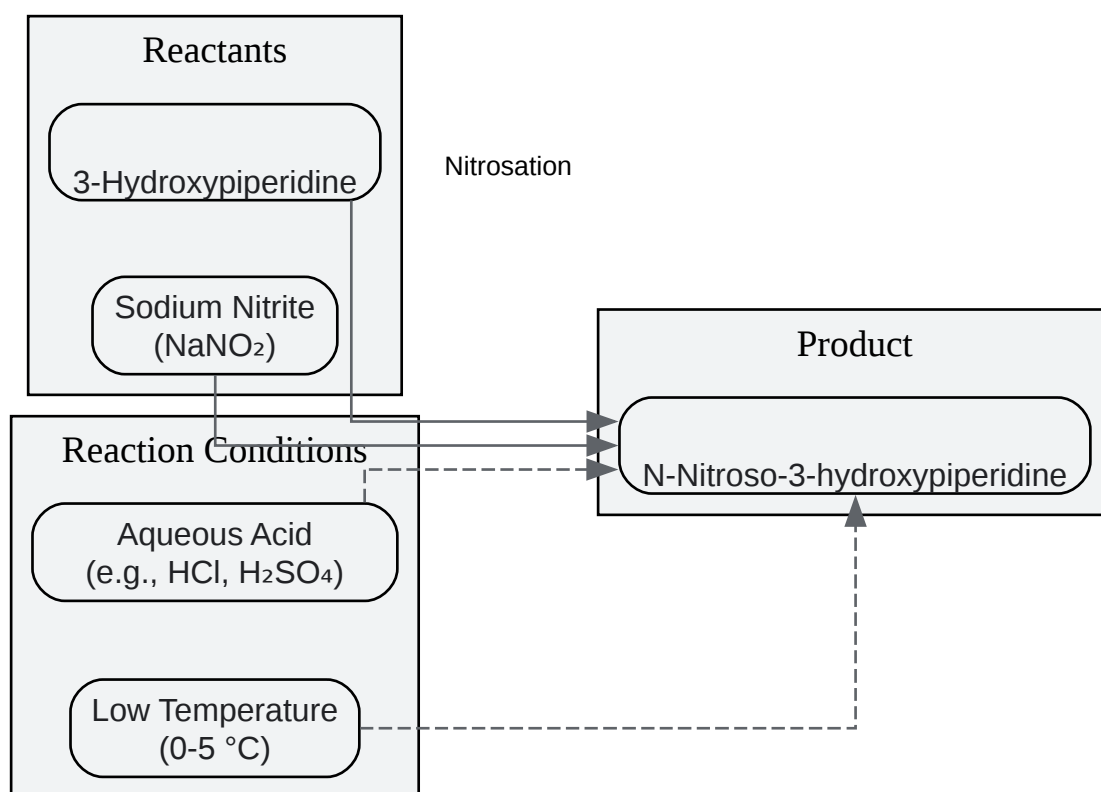 Reactants
3-Hydroxypiperidine
Nitrosation
Sodium Nitrite
(NaNO₂)
Product
N-Nitroso-3-hydroxypiperidine
Reaction Conditions
Aqueous Acid
(e.g., HCl, H₂SO₄)
Low Temperature
(0-5 °C)